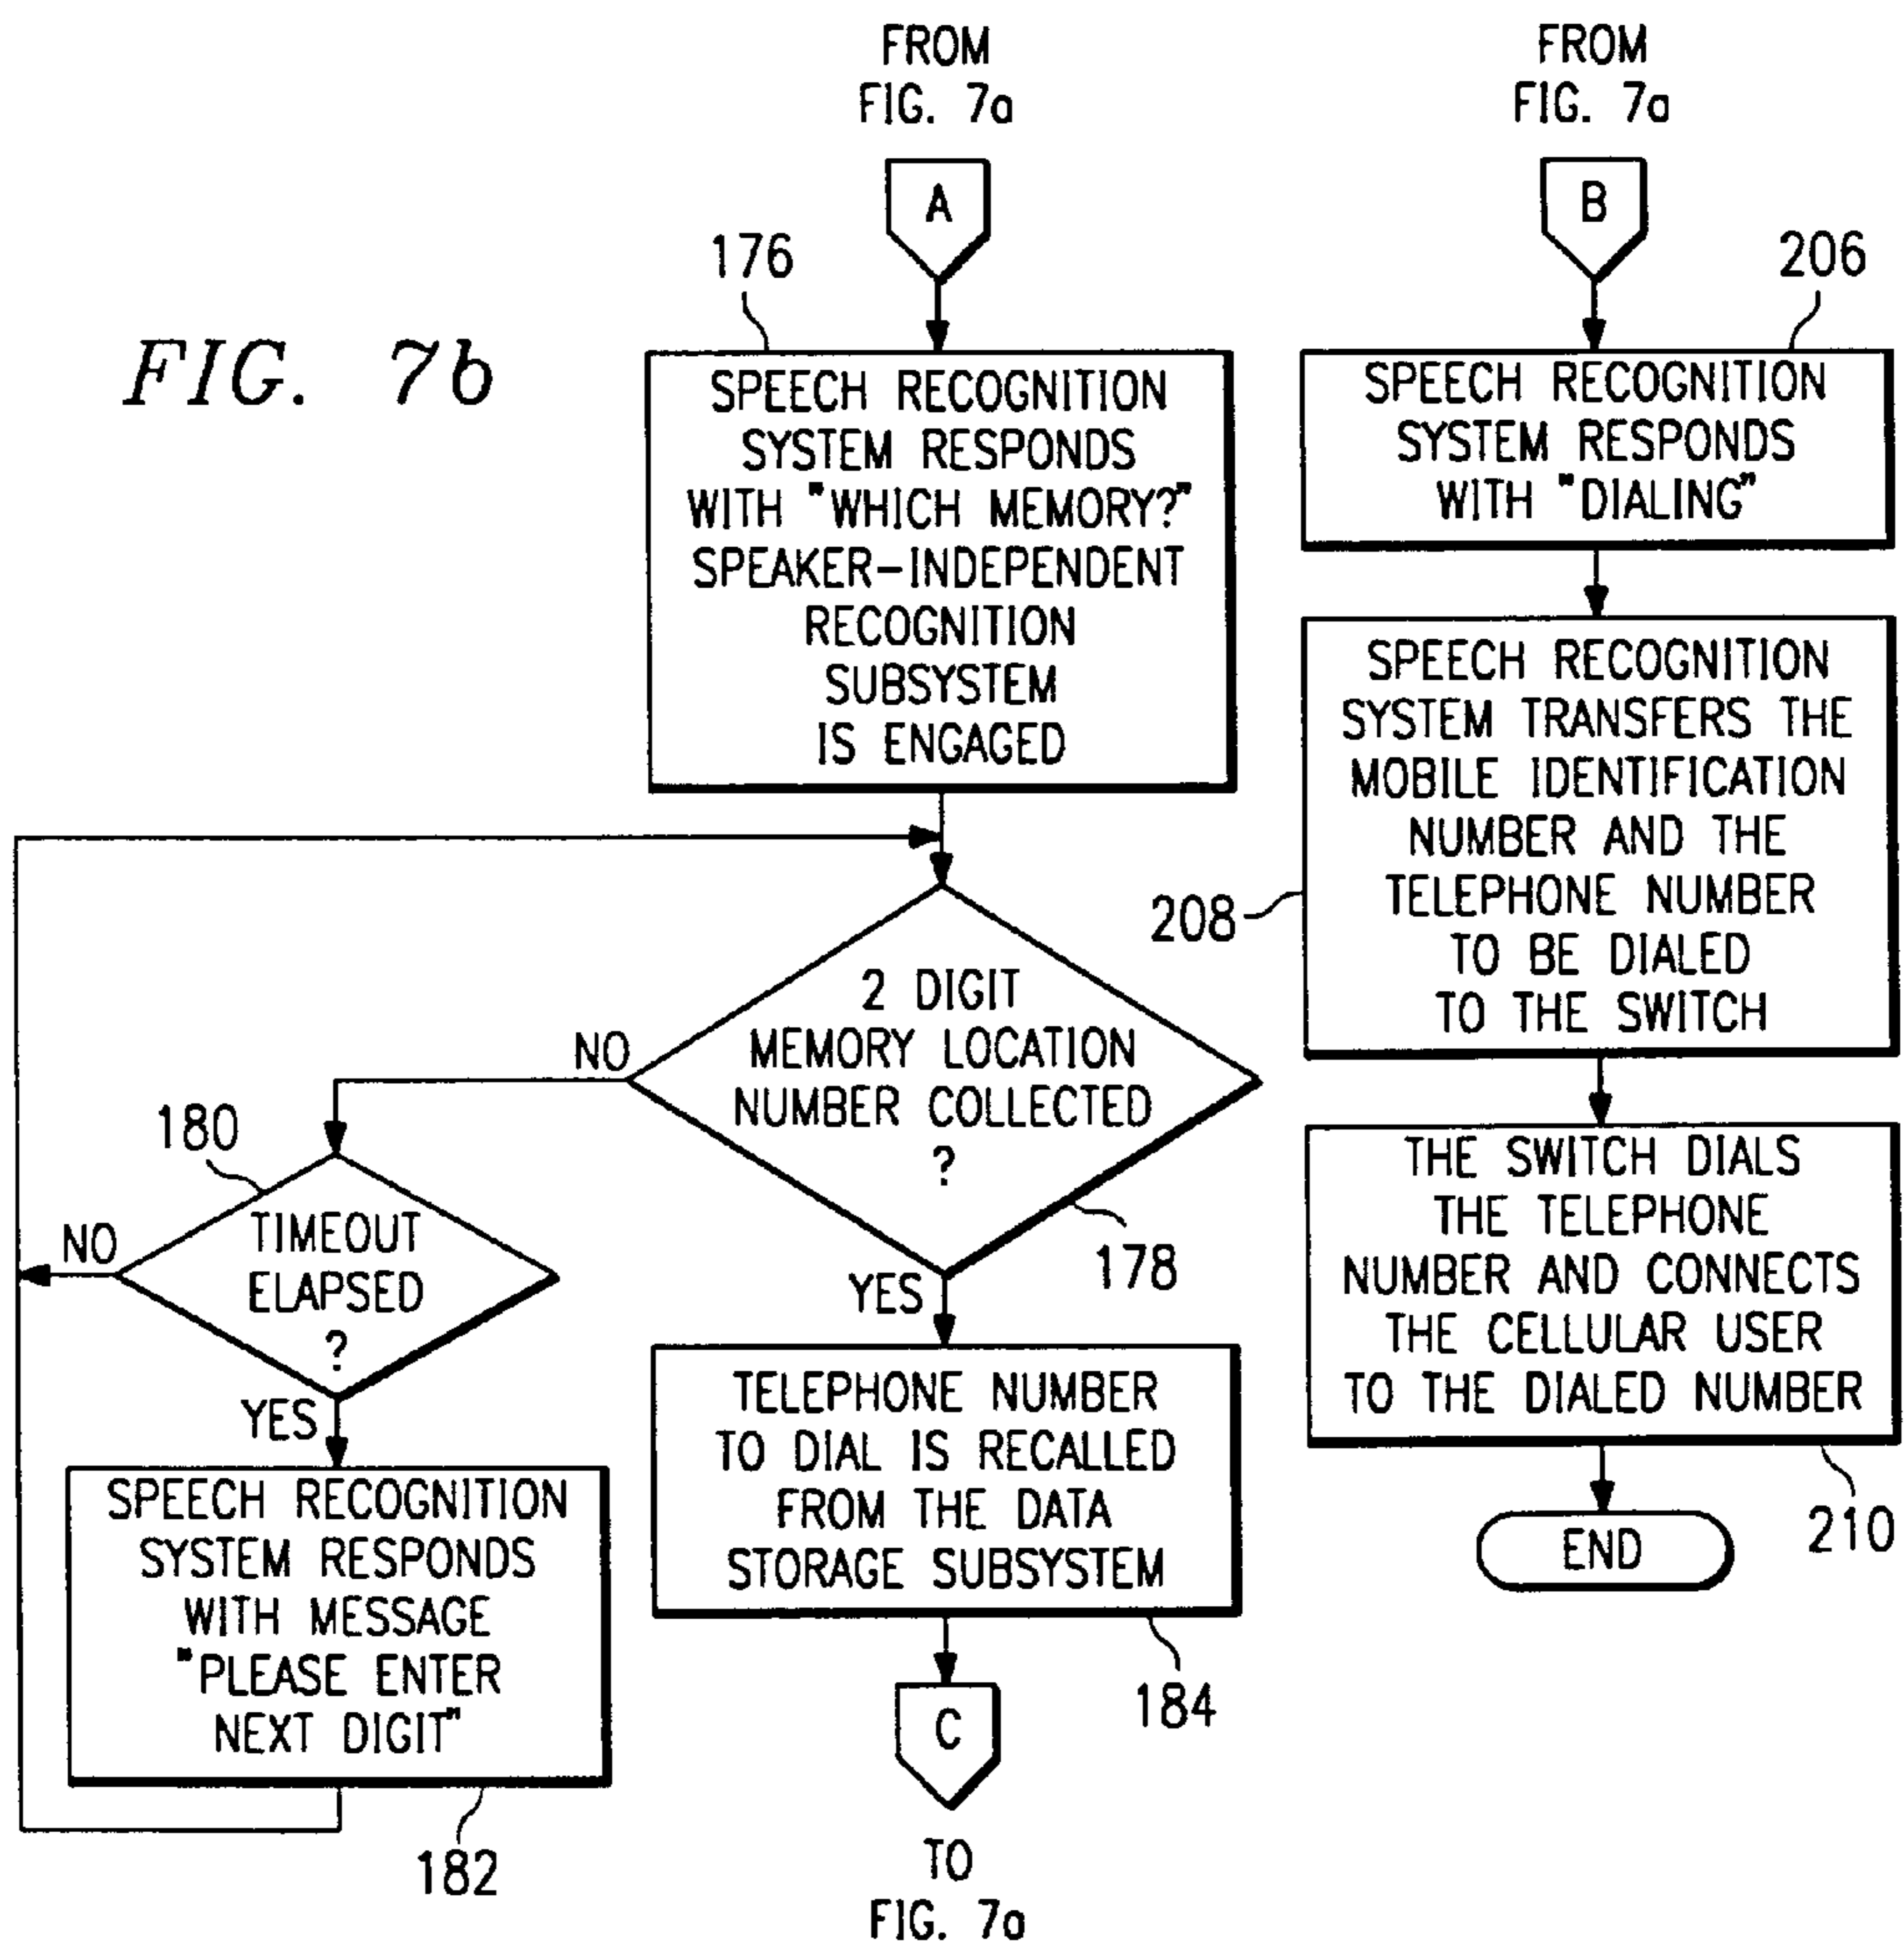 FIG. 7b
FROM
FIG. 7a
A
176
SPEECH RECOGNITION
SYSTEM RESPONDS
WITH "WHICH MEMORY?"
SPEAKER-INDEPENDENT
RECOGNITION
SUBSYSTEM
IS ENGAGED
2 DIGIT
MEMORY LOCATION
NUMBER COLLECTED
?
178
NO
180
TIMEOUT
ELAPSED
?
NO
YES
SPEECH RECOGNITION
SYSTEM RESPONDS
WITH MESSAGE
"PLEASE ENTER
NEXT DIGIT"
182
YES
TELEPHONE NUMBER
TO DIAL IS RECALLED
FROM THE DATA
STORAGE SUBSYSTEM
184
C
TO
FIG. 7a
FROM
FIG. 7a
B
206
SPEECH RECOGNITION
SYSTEM RESPONDS
WITH "DIALING"
SPEECH RECOGNITION
SYSTEM TRANSFERS THE
MOBILE IDENTIFICATION
NUMBER AND THE
TELEPHONE NUMBER
TO BE DIALED
TO THE SWITCH
208
THE SWITCH DIALS
THE TELEPHONE
NUMBER AND CONNECTS
THE CELLULAR USER
TO THE DIALED NUMBER
210
END